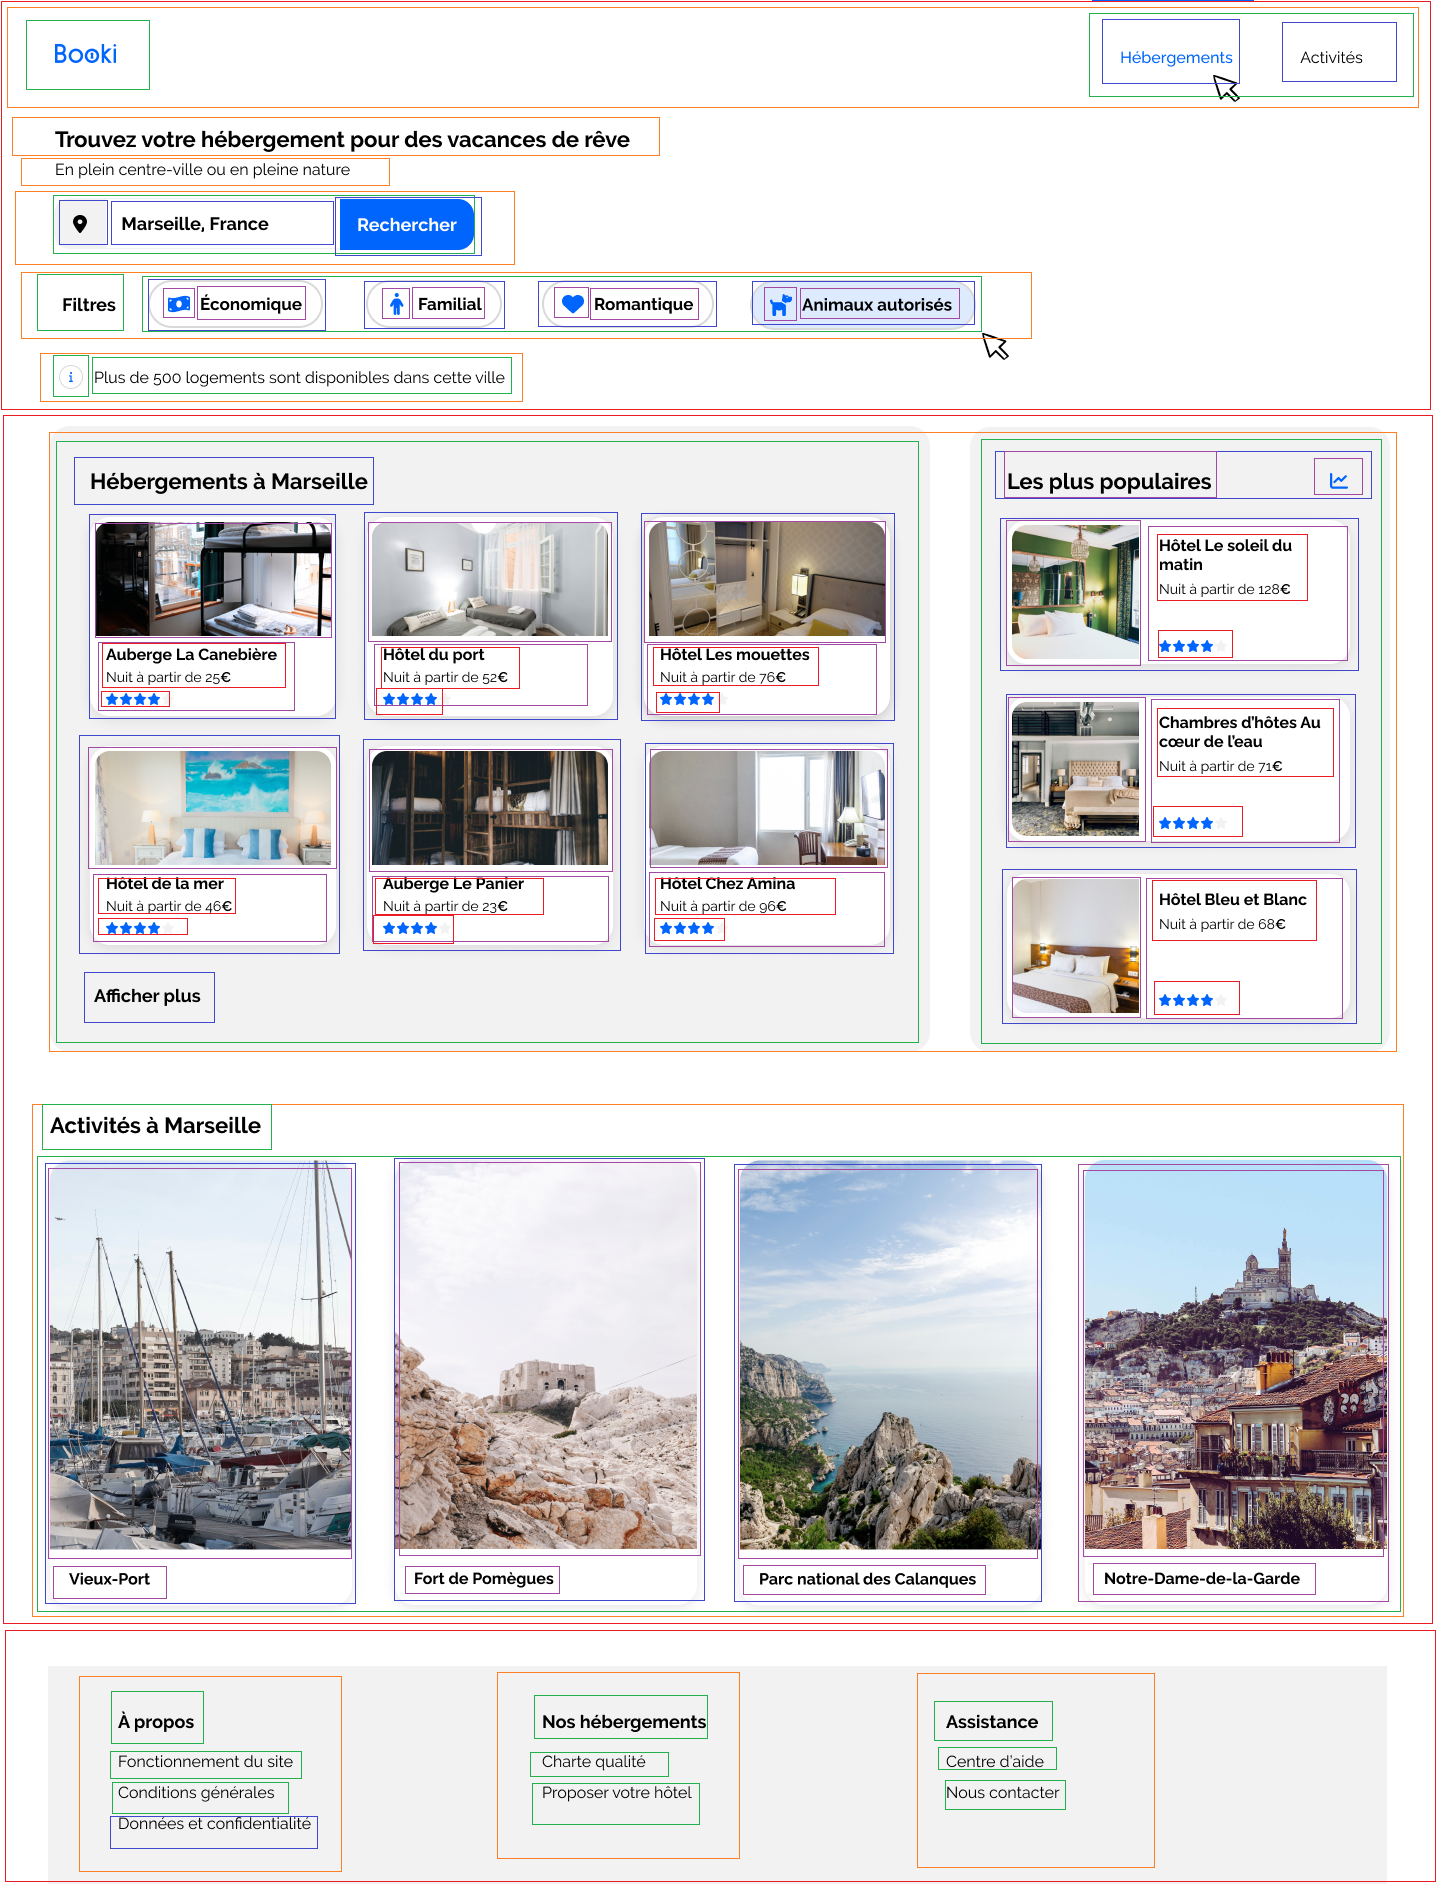 Booki
Hébergements
Activités
Trouvez votre hébergement pour des vacances de rêve
En plein centre-ville ou en pleine nature
Marseille, France
Rechercher
Filtres
Économique
Familial
Romantique
Animaux autorisés
Plus de 500 logements sont disponibles dans cette ville
Hébergements à Marseille
Auberge La Canebière
Nuit à partir de 25€
Hôtel du port
Nuit à partir de 52€
Hôtel Les mouettes
Nuit à partir de 76€
Hôtel de la mer
Nuit à partir de 46€
Auberge Le Panier
Nuit à partir de 23€
Hôtel Chez Amina
Nuit à partir de 96€
Afficher plus
Les plus populaires
Hôtel Le soleil du
matin
Nuit à partir de 128€
Chambres d'hôtes Au
cœur de l'eau
Nuit à partir de 71€
Hôtel Bleu et Blanc
Nuit à partir de 68€
Activités à Marseille
Vieux-Port
Fort de Pomègues
Parc national des Calanques
Notre-Dame-de-la-Garde
À propos
Fonctionnement du site
Conditions générales
Données et confidentialité
Nos hébergements
Charte qualité
Proposer votre hôtel
Assistance
Centre d'aide
Nous contacter